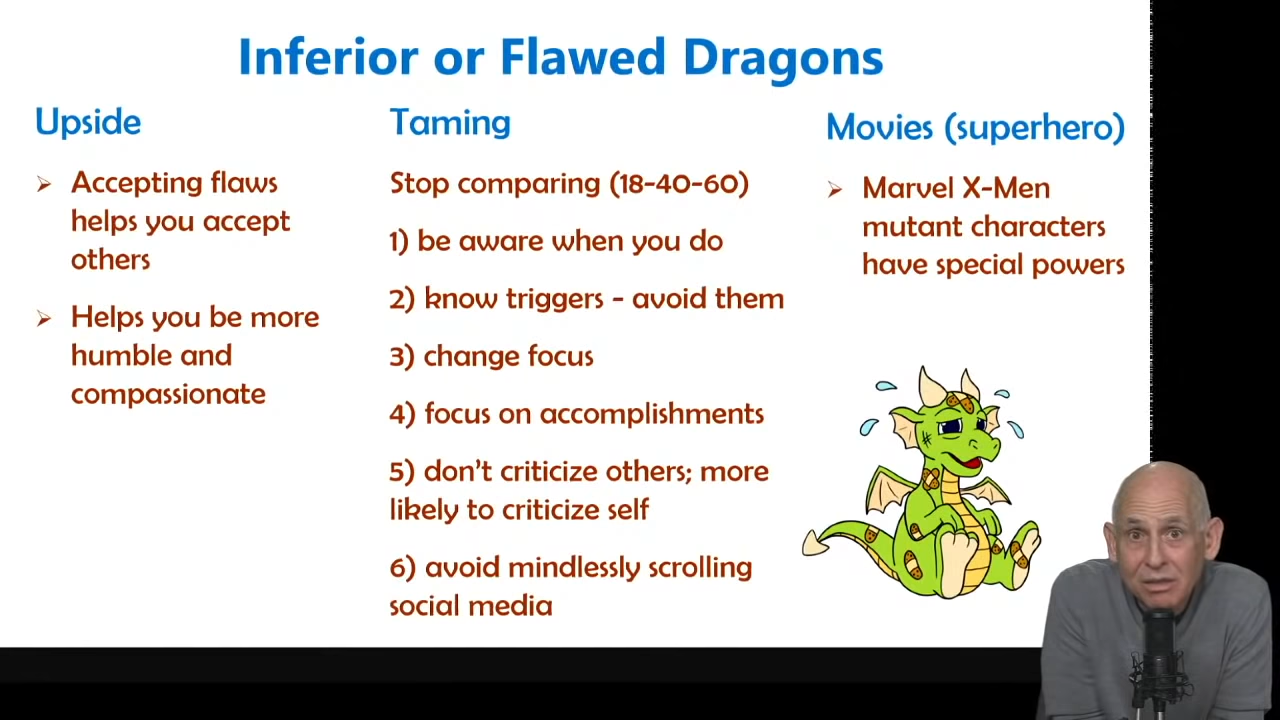 Inferior or Flawed Dragons
Upside
➢ Accepting flaws
helps you accept
others
➢ Helps you be more
humble and
compassionate
Taming
Stop comparing (18-40-60)
1) be aware when you do
2) know triggers - avoid them
3) change focus
4) focus on accomplishments
5) don't criticize others; more
likely to criticize self
6) avoid mindlessly scrolling
social media
Movies (superhero)
➢ Marvel X-Men
mutant characters
have special powers